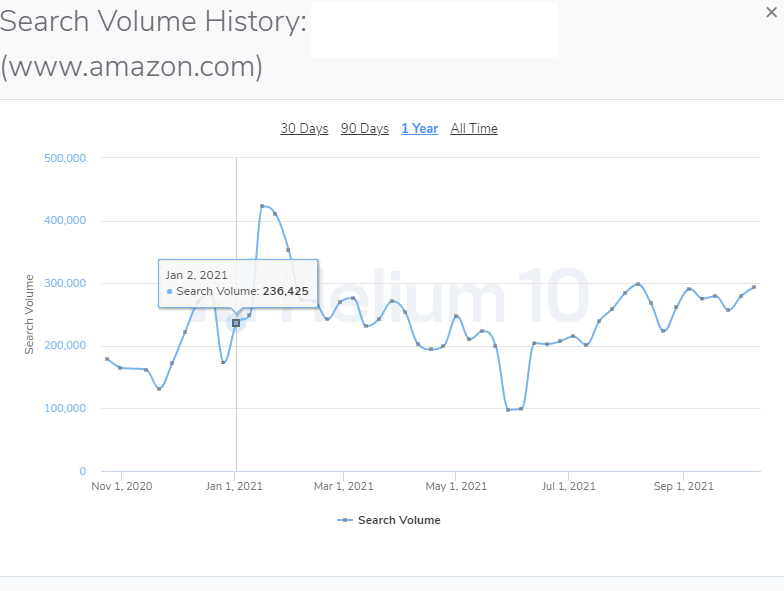 Search Volume History:
(www.amazon.com)
×
30 Days 90 Days 1 Year All Time
500,000
400,000
300,000
200,000
100,000
0
Search Volume
Jan 2, 2021
Search Volume: 236,425
Helium 10
Nov 1, 2020 Jan 1, 2021 Mar 1, 2021 May 1, 2021 Jul 1, 2021 Sep 1, 2021
Search Volume